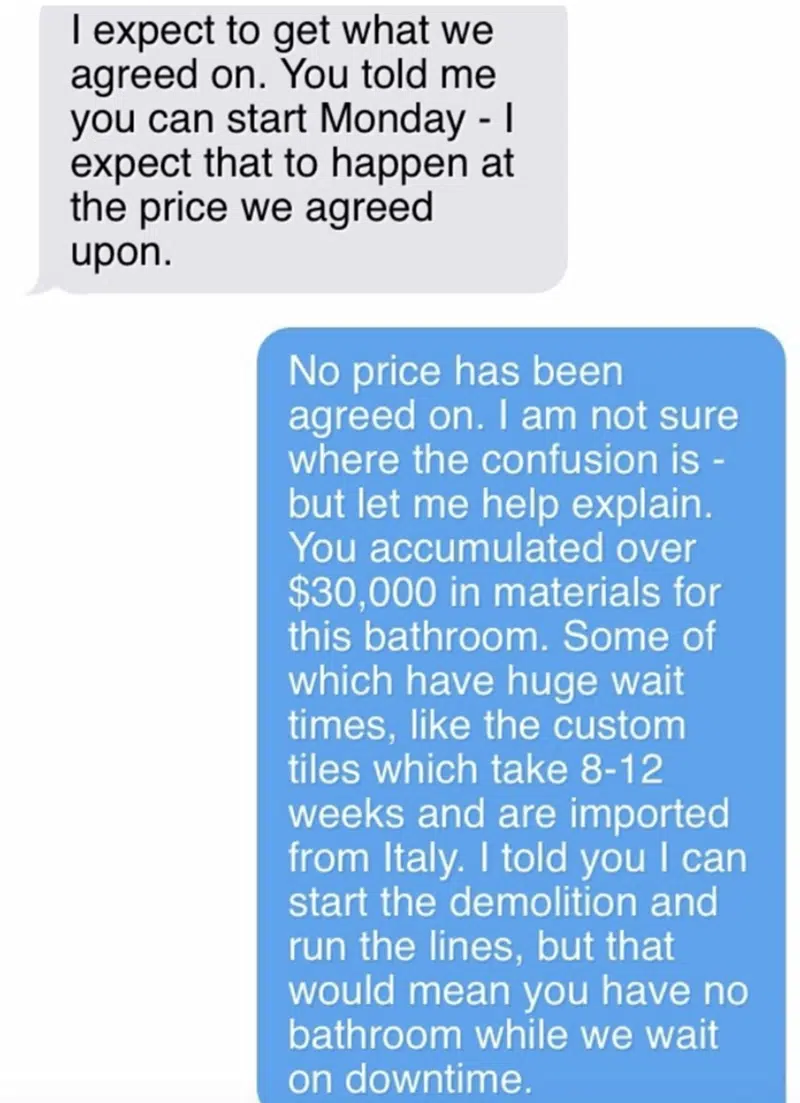 I expect to get what we
agreed on. You told me
you can start Monday - I
expect that to happen at
the price we agreed
upon.
No price has been
agreed on. I am not sure
where the confusion is -
but let me help explain.
You accumulated over
$30,000 in materials for
this bathroom. Some of
which have huge wait
times, like the custom
tiles which take 8-12
weeks and are imported
from Italy. I told you I can
start the demolition and
run the lines, but that
would mean you have no
bathroom while we wait
on downtime.